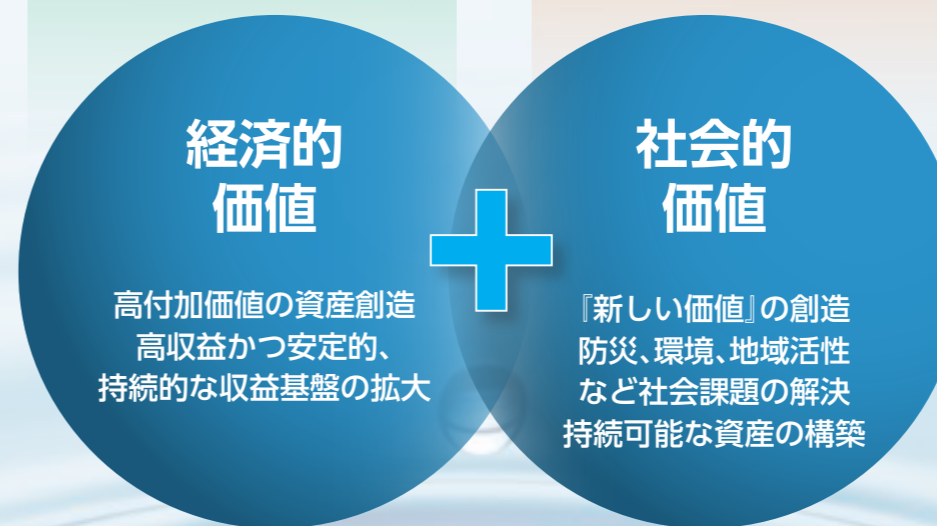 経済的
価値
高付加価値の資産創造
高収益かつ安定的、
持続的な収益基盤の拡大
社会的
価値
『新しい価値』の創造
防災、環境、地域活性
など社会課題の解決
持続可能な資産の構築